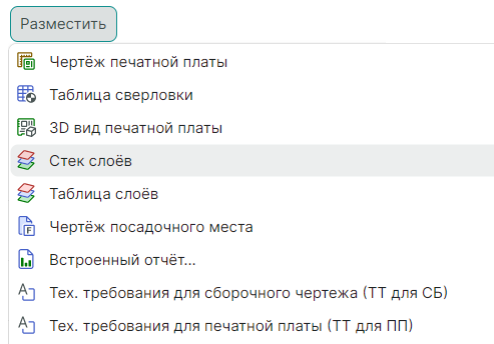 Разместить
Чертёж печатной платы
Таблица сверловки
3D вид печатной платы
Стек слоёв
Таблица слоёв
Чертёж посадочного места
Встроенный отчёт...
Тех. требования для сборочного чертежа (ТТ для СБ)
Тех. требования для печатной платы (ТТ для ПП)